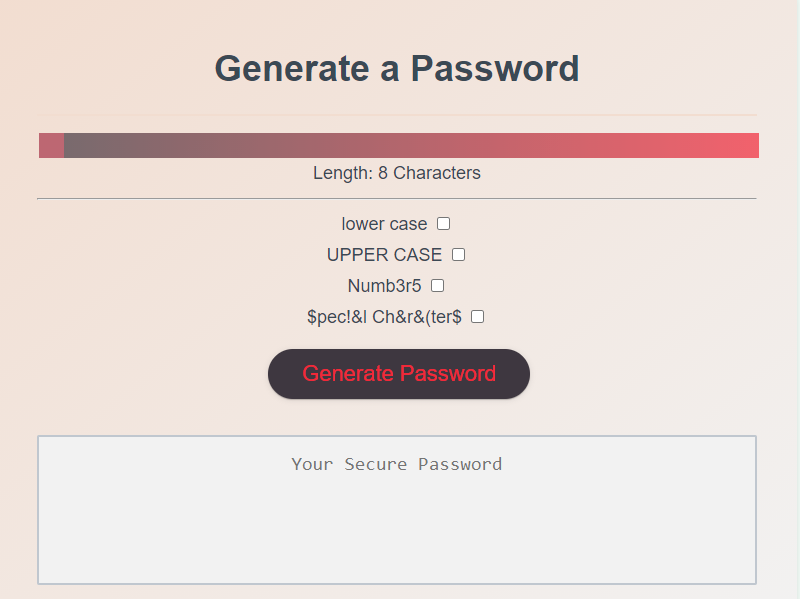 Generate a Password
Length: 8 Characters
lower case
UPPER CASE
Numb3r5
$pec!&l Ch&r&(ter$
Generate Password
Your Secure Password